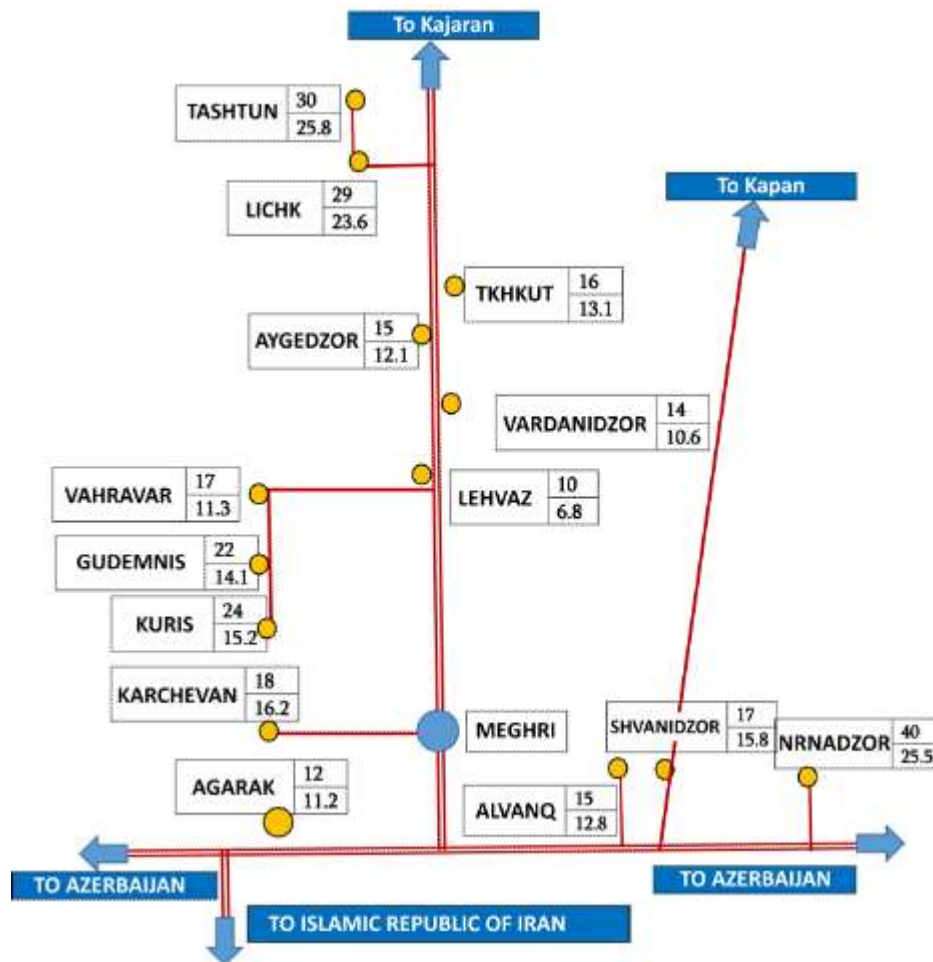 To Kajaran
TASHTUN 30
25.8
LICHK 29
23.6
To Kapan
TKHKUT 16
13.1
AYGEDZOR 15
12.1
VARDANIDZOR 14
10.6
VAHRAVAR 17
11.3
LEHVAZ 10
6.8
GUDEMNIS 22
14.1
KURIS 24
15.2
KARCHEVAN 18
16.2
MEGHRI
SHVANIDZOR 17
15.8
NRNADZOR 40
25.5
AGARAK 12
11.2
ALVANQ 15
12.8
TO AZERBAIJAN
TO AZERBAIJAN
TO ISLAMIC REPUBLIC OF IRAN